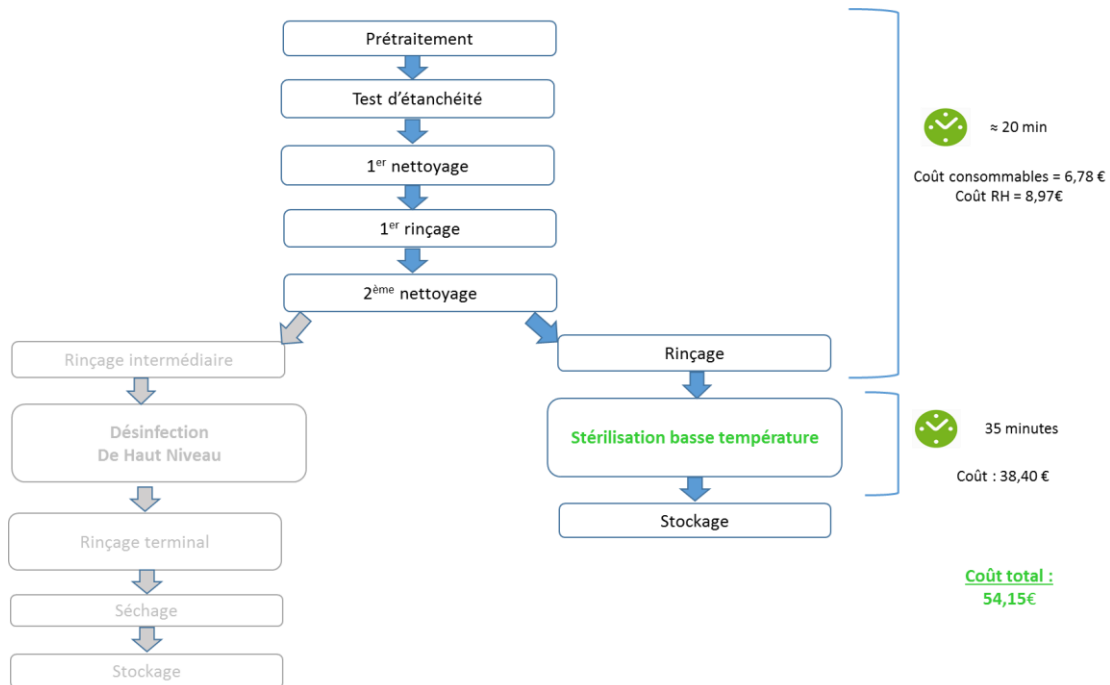 Prétraitement
Test d'étanchéité
1er nettoyage
1er rinçage
2ème nettoyage
≈ 20 min
Coût consommables = 6,78 €
Coût RH = 8,97€
Rinçage intermédiaire
Désinfection
De Haut Niveau
Rinçage terminal
Séchage
Stockage
Rinçage
Stérilisation basse température
Stockage
35 minutes
Coût : 38,40 €
Coût total :
54,15€